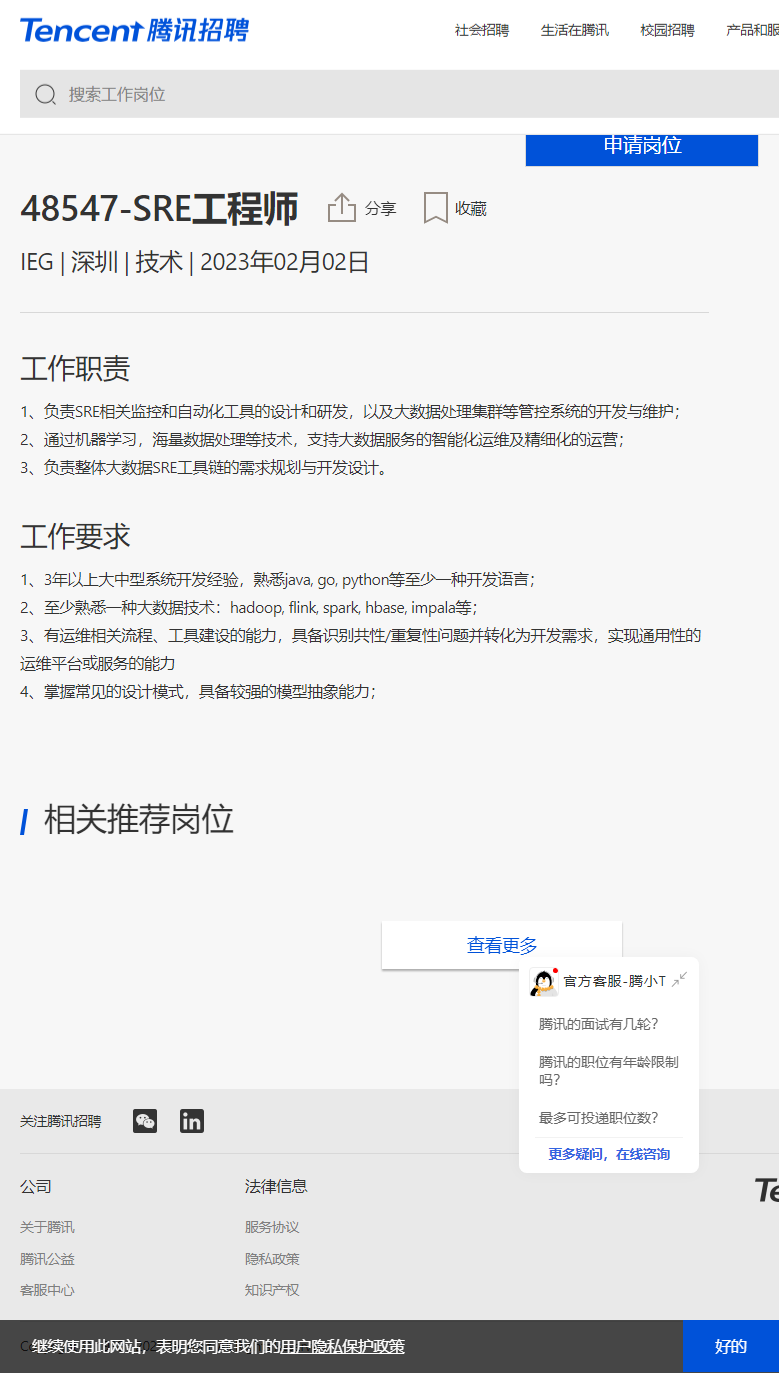 Tencent 腾讯招聘
社会招聘 生活在腾讯 校园招聘 产品和服
搜索工作岗位
申请岗位
48547-SRE工程师 分享 收藏
IEG | 深圳 | 技术 | 2023年02月02日
工作职责
1、负责SRE相关监控和自动化工具的设计和研发，以及大数据处理集群等管控系统的开发与维护；
2、通过机器学习，海量数据处理等技术，支持大数据服务的智能化运维及精细化的运营；
3、负责整体大数据SRE工具链的需求规划与开发设计。
工作要求
1、3年以上大中型系统开发经验，熟悉java, go, python等至少一种开发语言；
2、至少熟悉一种大数据技术：hadoop, flink, spark, hbase, impala等；
3、有运维相关流程、工具建设的能力，具备识别共性/重复性问题并转化为开发需求，实现通用性的
运维平台或服务的能力
4、掌握常见的设计模式，具备较强的模型抽象能力；
相关推荐岗位
查看更多
官方客服-腾小T
腾讯的面试有几轮？
腾讯的职位有年龄限制
吗？
最多可投递职位数？
更多疑问，在线咨询
关注腾讯招聘
公司 法律信息 Te
关于腾讯 服务协议
腾讯公益 隐私政策
客服中心 知识产权
继续使用此网站，表明您同意我们的用户隐私保护政策 好的